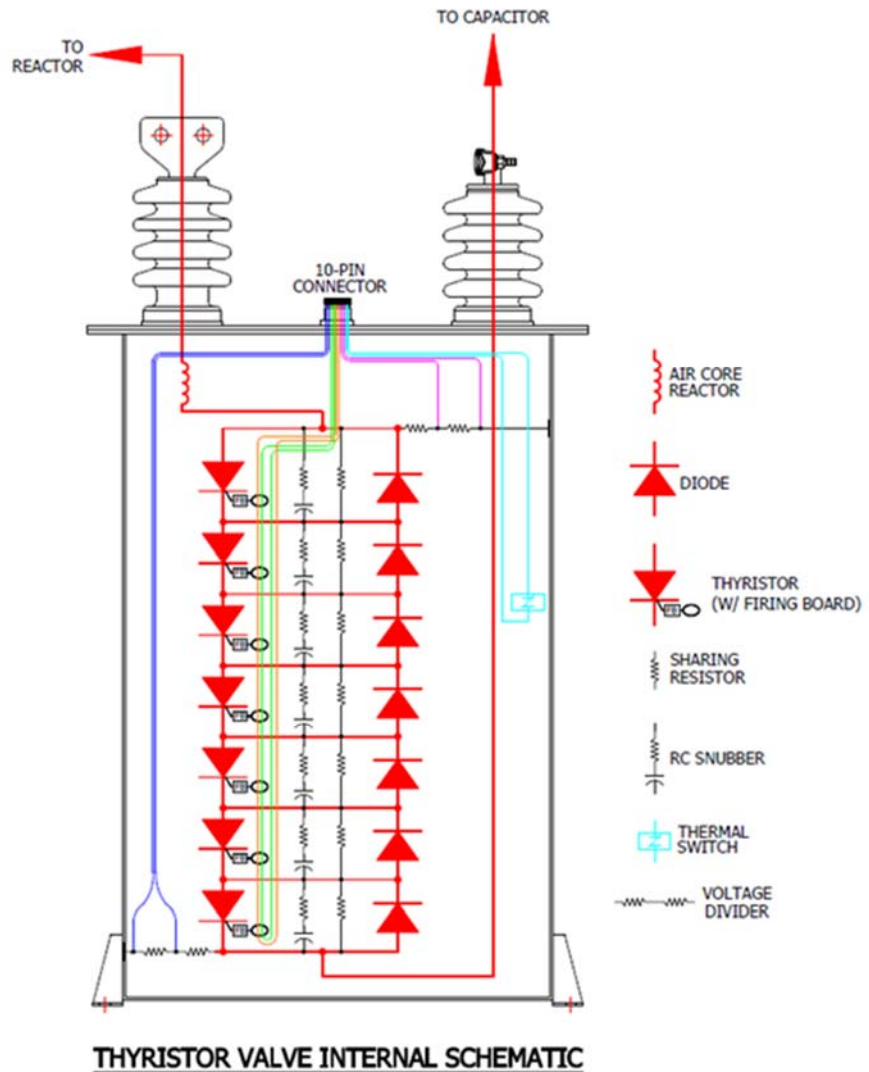 TO CAPACITOR
TO
REACTOR
10-PIN
CONNECTOR
AIR CORE
REACTOR
DIODE
THYRISTOR
(W/ FIRING BOARD)
SHARING
RESISTOR
RC SNUBBER
THERMAL
SWITCH
VOLTAGE
DIVIDER
THYRISTOR VALVE INTERNAL SCHEMATIC